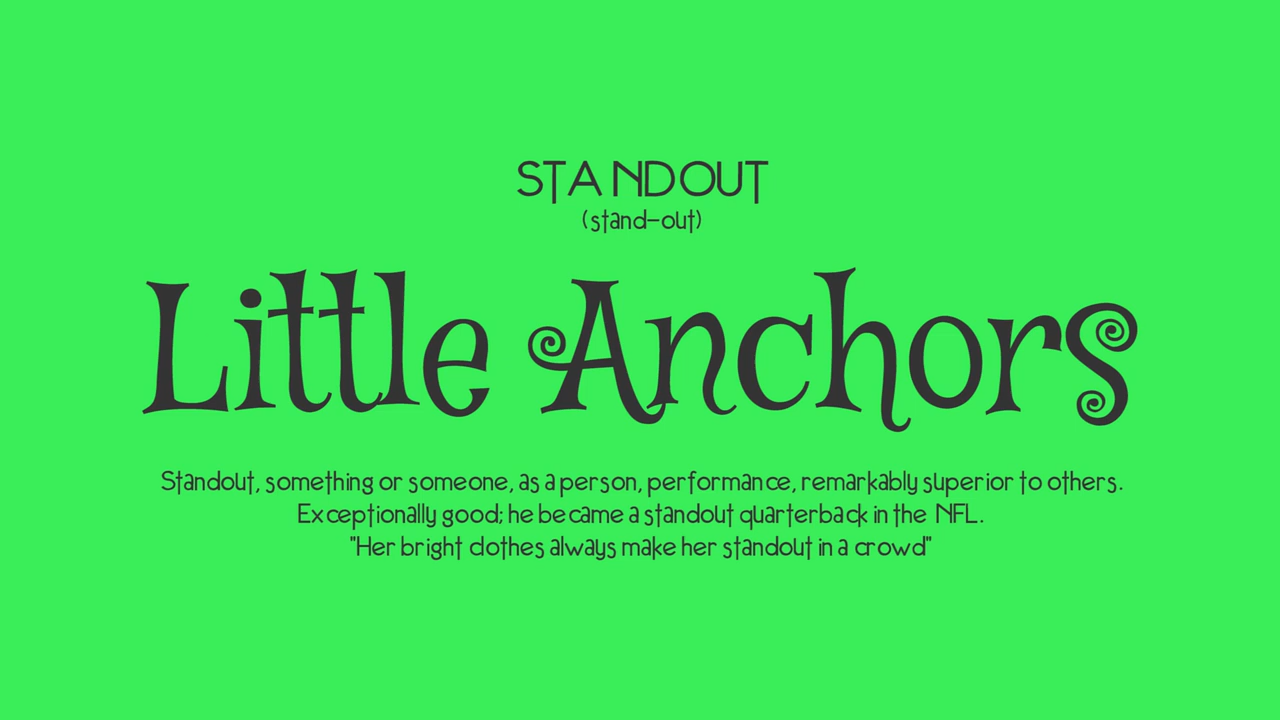 STANDOUT
(stand-out)
Little Anchors
Standout, something or someone, as a person, performance, remarkably superior to others.
Exceptionally good; he became a standout quarterback in the NFL.
"Her bright clothes always make her standout in a crowd"